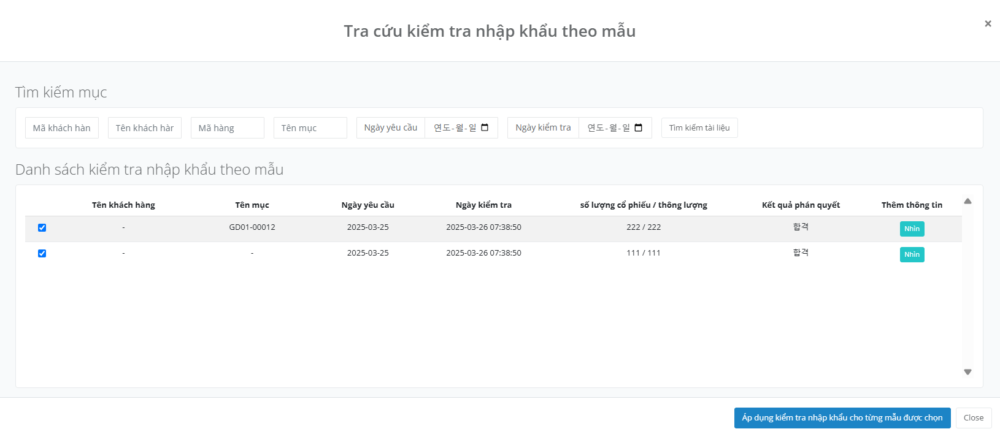 Tra cứu kiểm tra nhập khẩu theo mẫu
×
Tìm kiếm mục
Mã khách hàn Tên khách hàr Mã hàng Tên mục Ngày yêu cầu 연도-월-일 Ngày kiểm tra 연도-월-일 Tìm kiếm tài liệu
Danh sách kiểm tra nhập khẩu theo mẫu
Tên khách hàng Tên mục Ngày yêu cầu Ngày kiểm tra số lượng cổ phiếu / thông lượng Kết quả phán quyết Thêm thông tin
- GD01-00012 2025-03-25 2025-03-26 07:38:50 222 / 222 합격 Nhìn
- - 2025-03-25 2025-03-26 07:38:50 111 / 111 합격 Nhìn
Áp dụng kiểm tra nhập khẩu cho từng mẫu được chọn Close